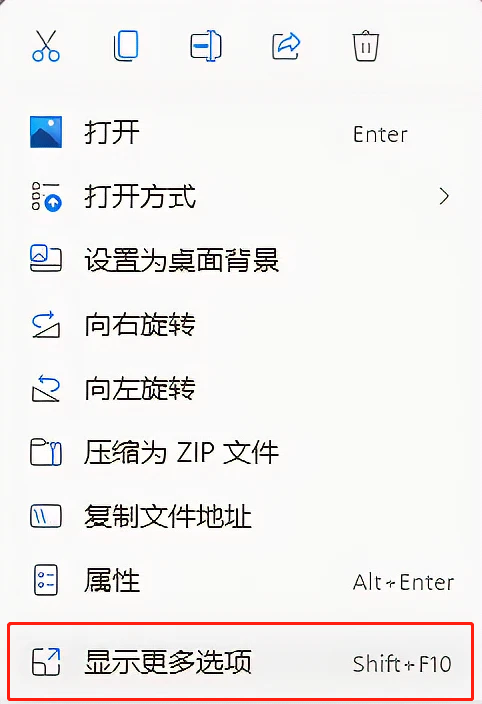 打开 Enter
打开方式
设置为桌面背景
向右旋转
向左旋转
压缩为 ZIP 文件
复制文件地址
属性 Alt+Enter
显示更多选项 Shift+F10